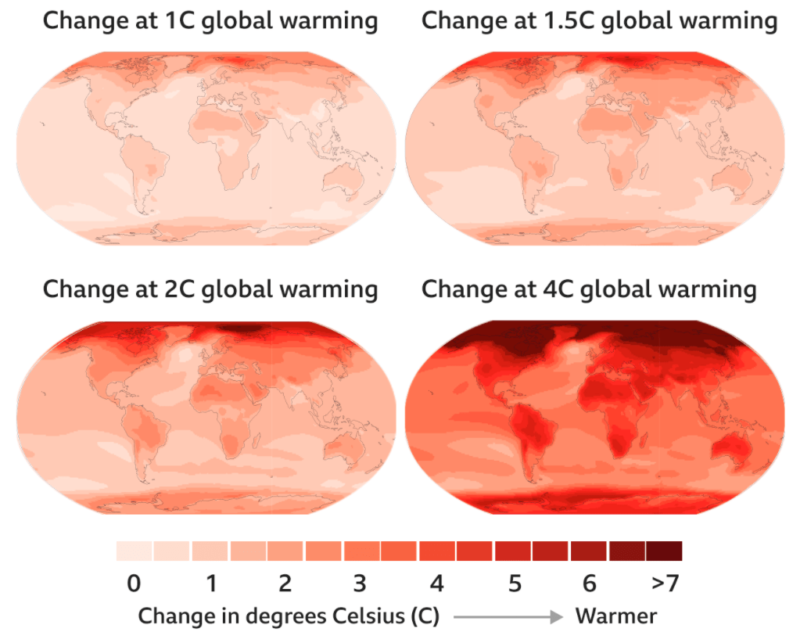 Change at 1C global warming
Change at 1.5C global warming
Change at 2C global warming
Change at 4C global warming
0 1 2 3 4 5 6 >7
Change in degrees Celsius (C) Warmer